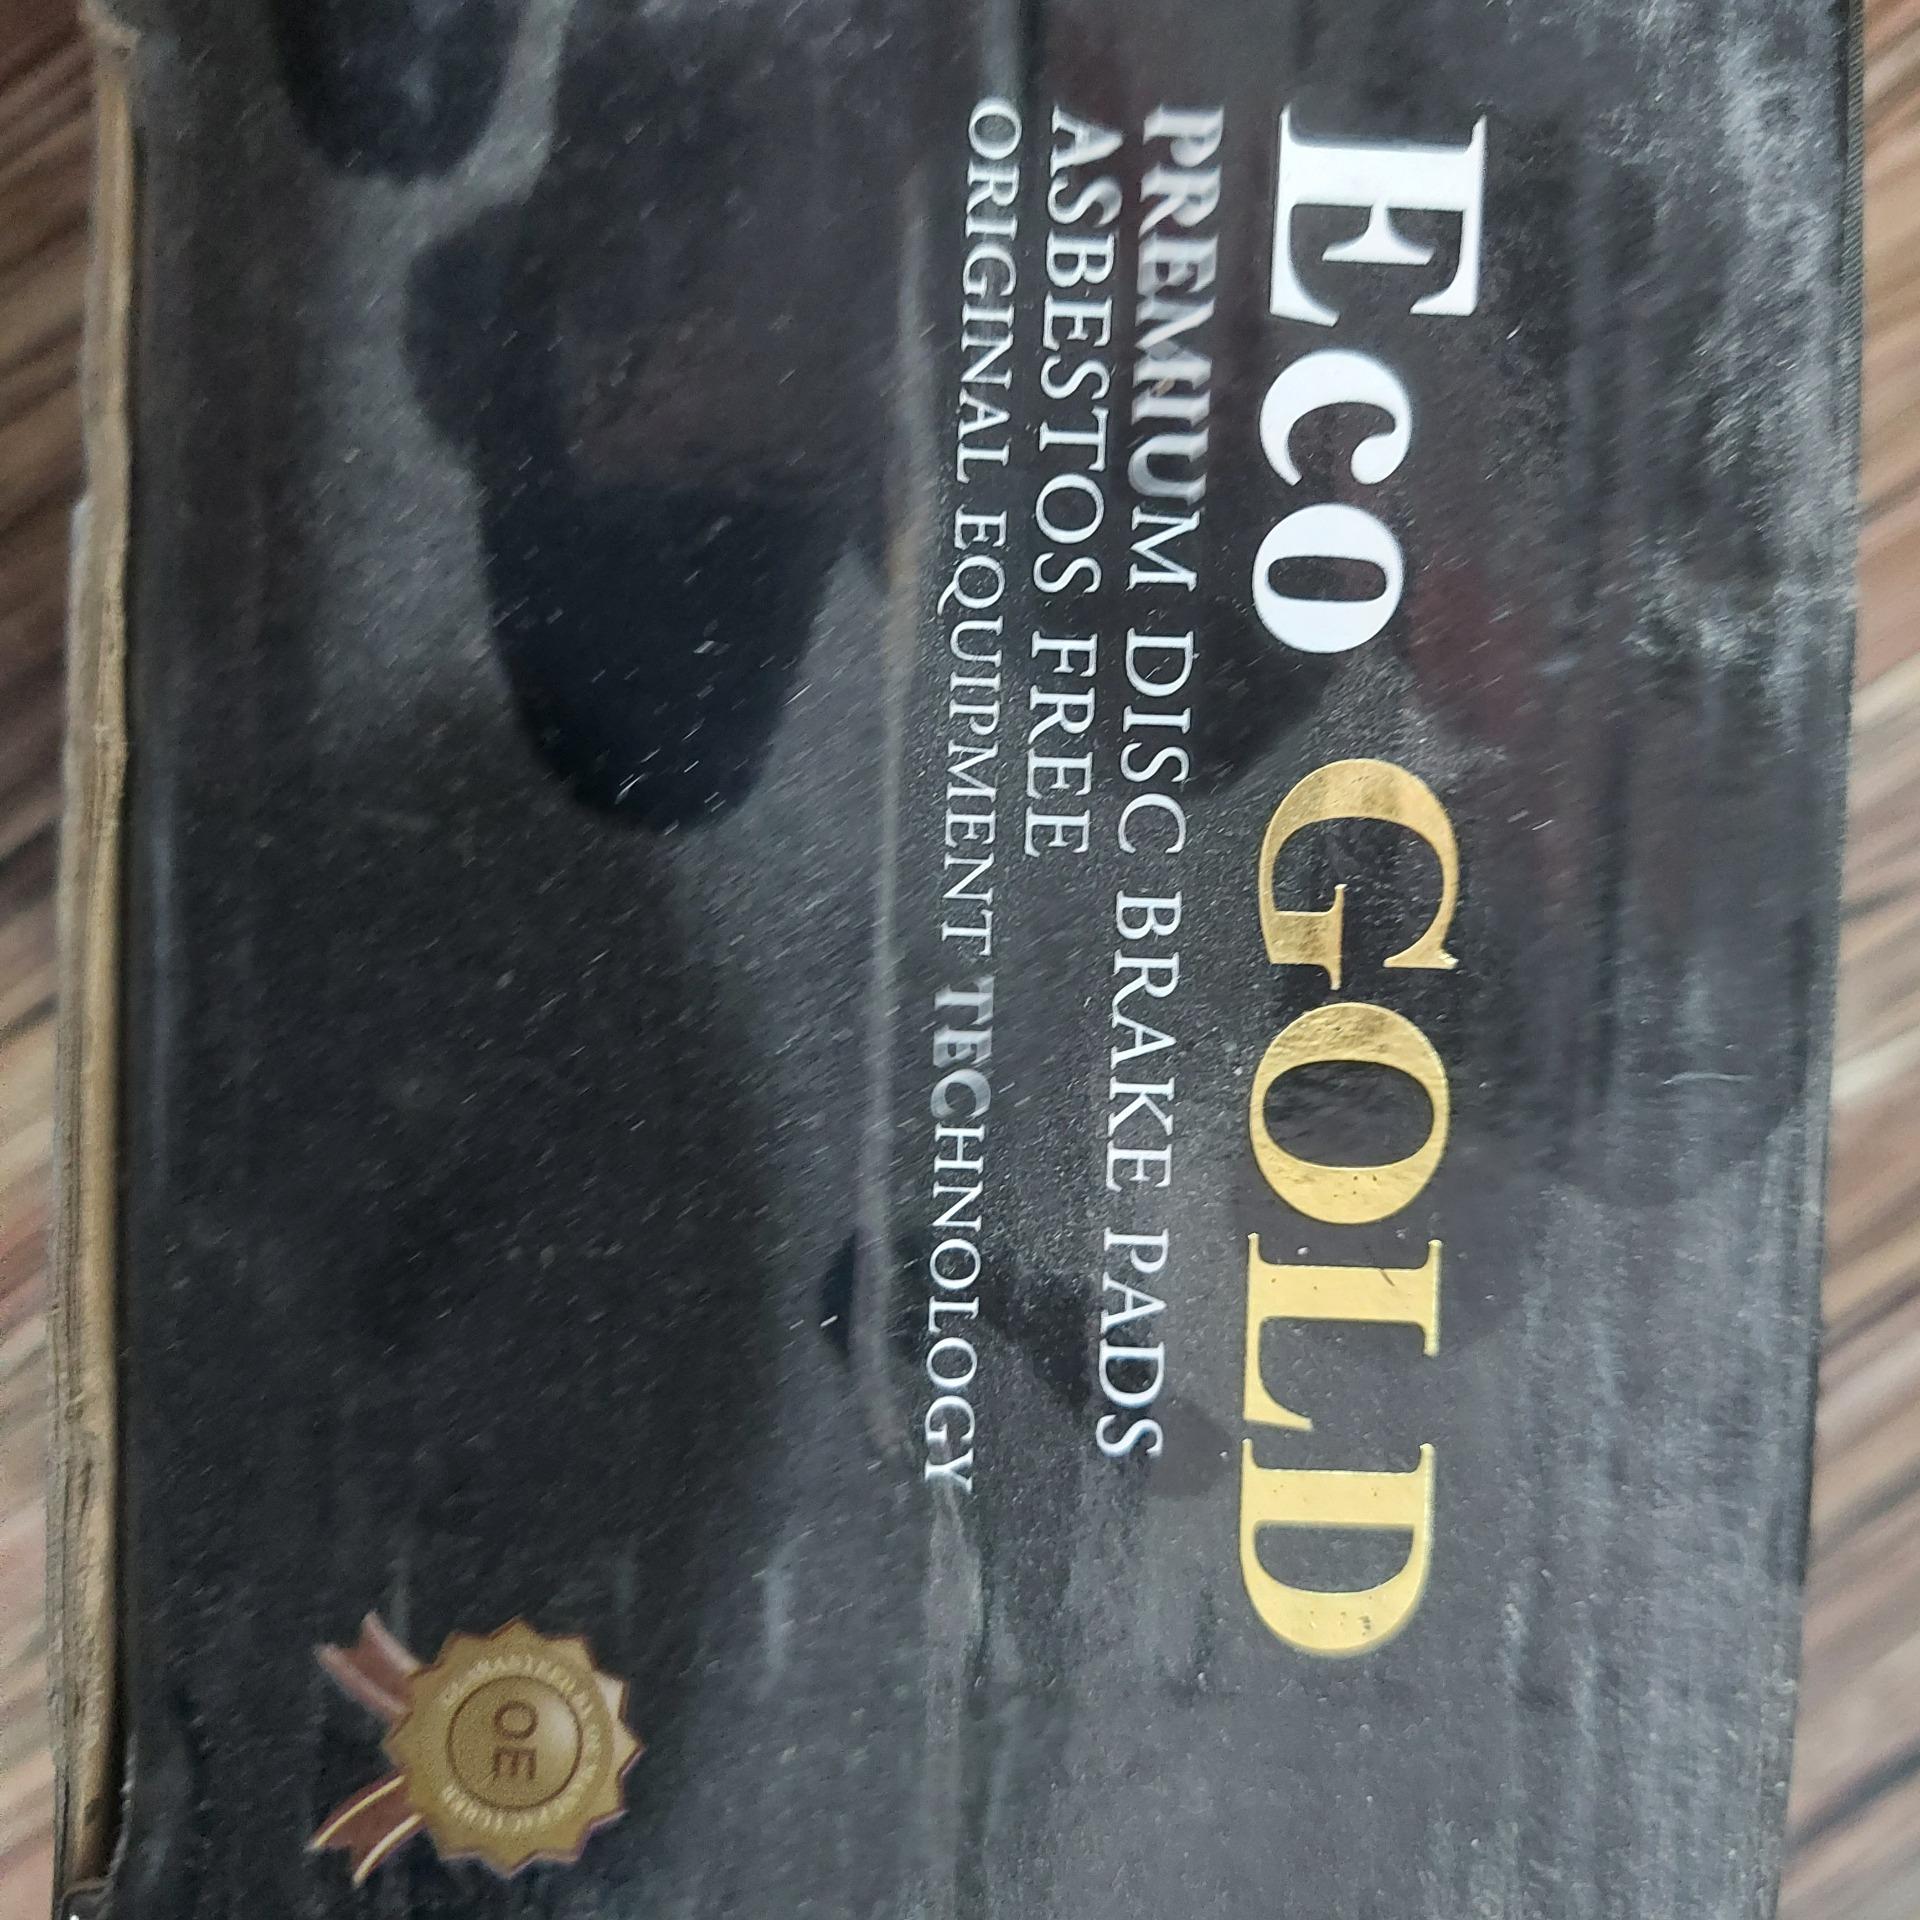 Eco GOLD
PREMIUM DISC BRAKE PADS
ASBESTOS FREE
ORIGINAL EQUIPMENT TECHNOLOGY
OE